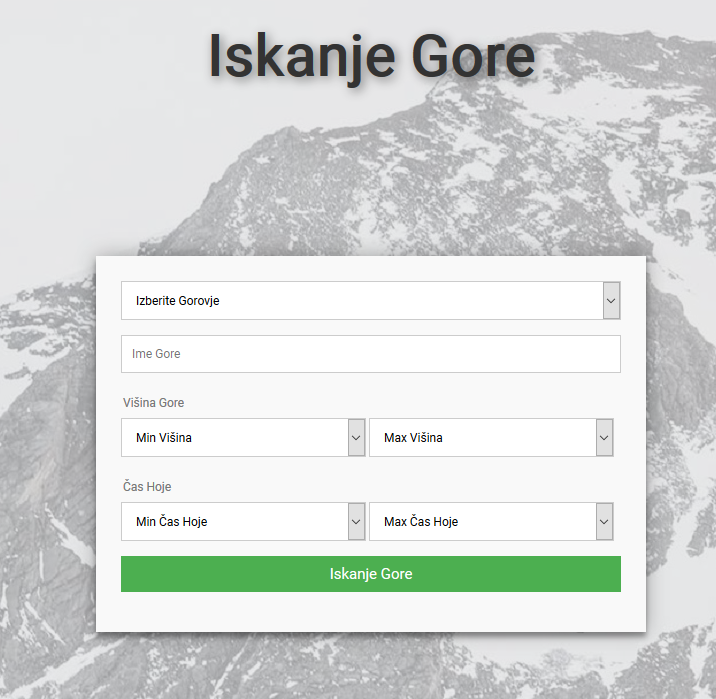 Iskanje Gore
Izberite Gorovje
Ime Gore
Višina Gore
Min Višina Max Višina
Čas Hoje
Min Čas Hoje Max Čas Hoje
Iskanje Gore